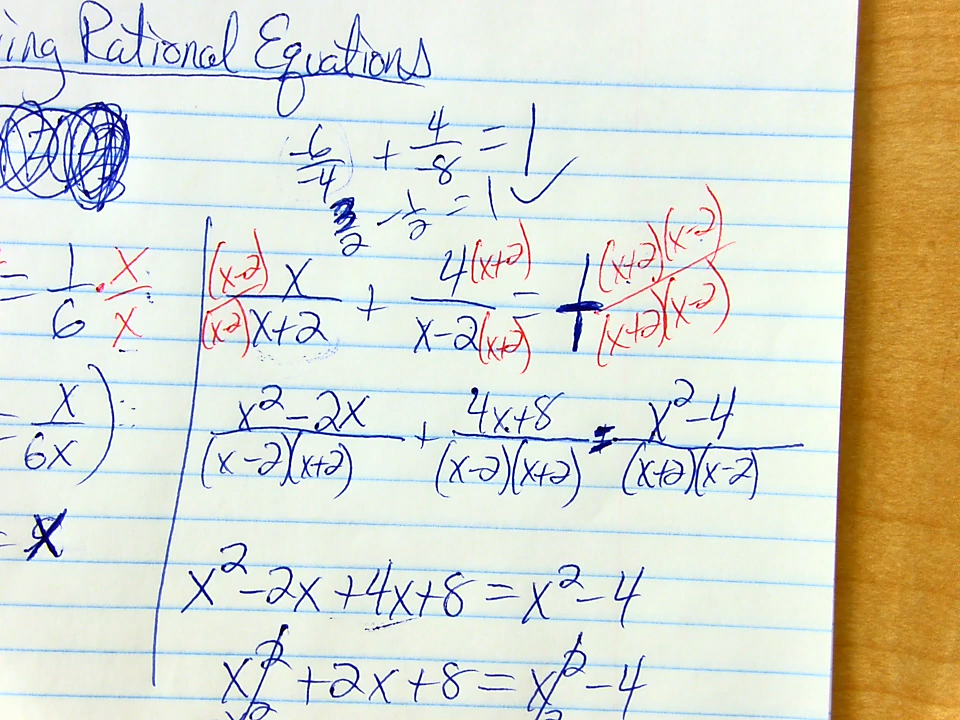 ing Rational Equations
-6/-4 + 4/-8 = 1
3/2 - 1/2 = 1 ✓
= 1/6 · x/x
(x-2)x/(x-2)x+2 + 4(x+2)/x-2(x+2) = 1/1 (x+2)(x-2)/(x+2)(x-2)
= x/6x)
x²-2x/(x-2)(x+2) + 4x+8/(x-2)(x+2) = x²-4/(x+2)(x-2)
= x
x²-2x+4x+8=x²-4
x²+2x+8=x²-4